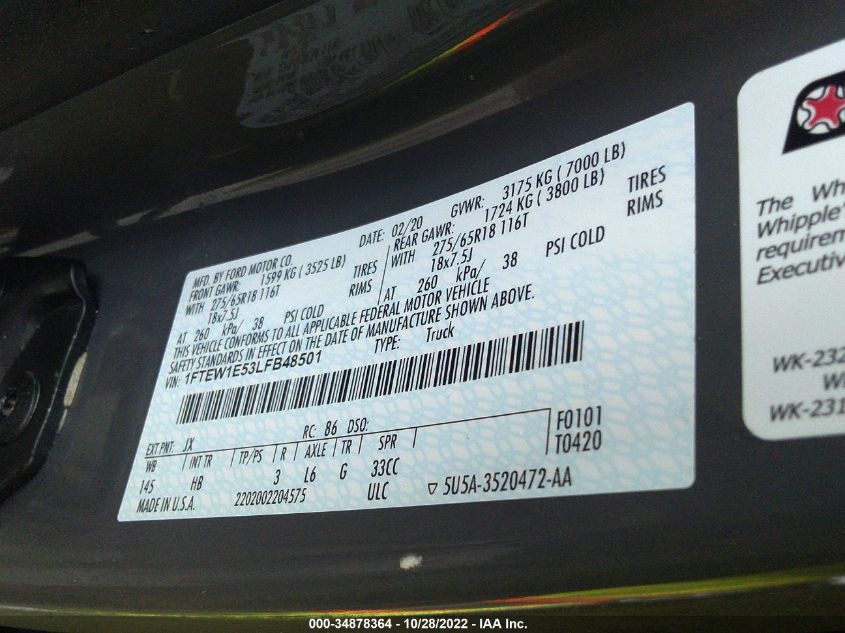 MFD. BY FORD MOTOR CO.
DATE: 02/20 GVWR: 3175 KG ( 7000 LB)
FRONT GAWR: 1599 KG ( 3525 LB)
REAR GAWR: 1724 KG ( 3800 LB)
WITH 275/65R18 116T TIRES
WITH 275/65R18 116T TIRES
18x7.5J RIMS
18x7.5J RIMS
AT 260 kPa/ 38 PSI COLD
AT 260 kPa/ 38 PSI COLD
THIS VEHICLE CONFORMS TO ALL APPLICABLE FEDERAL MOTOR VEHICLE
SAFETY STANDARDS IN EFFECT ON THE DATE OF MANUFACTURE SHOWN ABOVE.
VIN: 1FTEW1E53LFB48501 TYPE: Truck
EXT PNT: JX RC: 86 DSO: F0101
WB INT TR TP/PS R AXLE TR SPR T0420
145 HB 3 L6 G 33CC
MADE IN U.S.A. 2202002204575 ULC 5U5A-3520472-AA
The Wh
Whipple'
requirem
Executiv
WK-232
WK-231
000-34878364 - 10/28/2022 - IAA Inc.